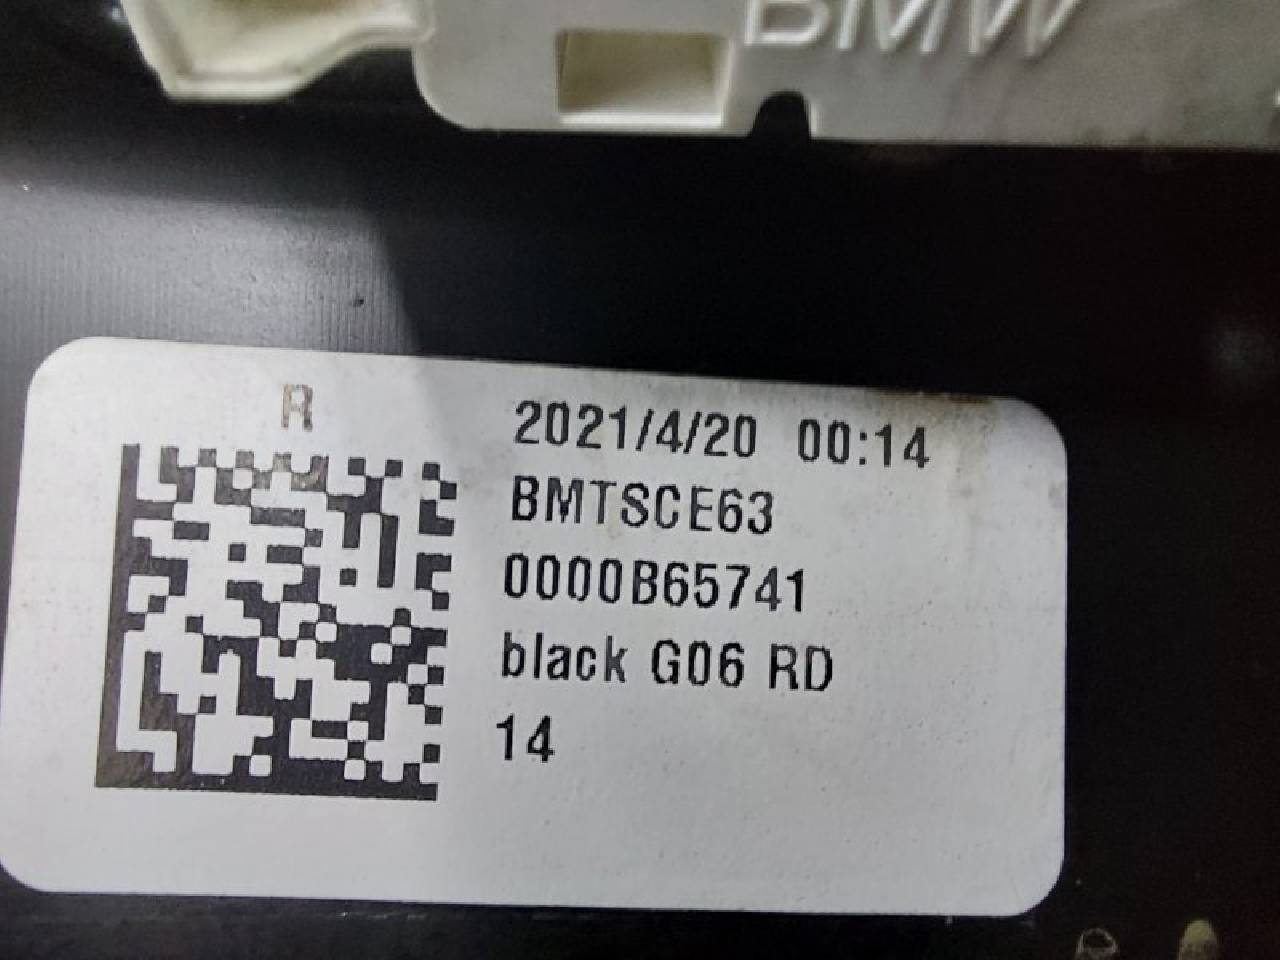 BMW
R
2021/4/20 00:14
BMTSCE63
0000B65741
black G06 RD
14